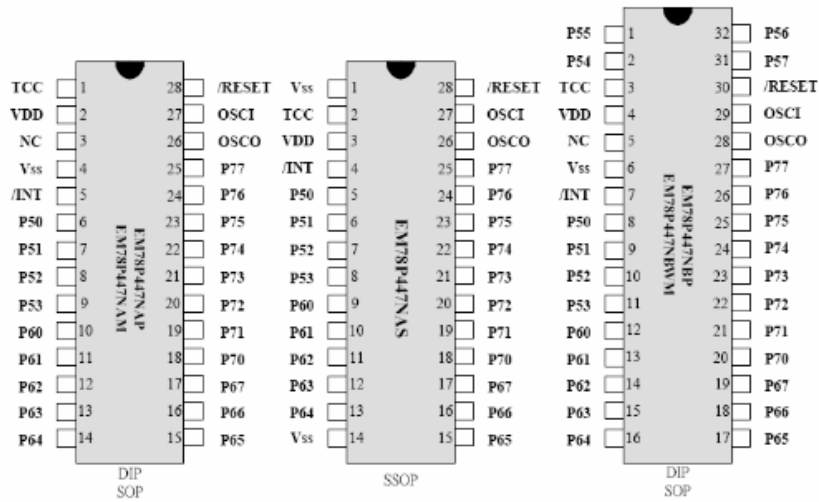 TCC 1 28 /RESET
VDD 2 27 OSCI
NC 3 26 OSCO
Vss 4 25 P77
/INT 5 24 P76
P50 6 23 P75
P51 7 22 P74
P52 8 21 P73
P53 9 20 P72
P60 10 19 P71
P61 11 18 P70
P62 12 17 P67
P63 13 16 P66
P64 14 15 P65
EM78P447NAP
EM78P447NAM
DIP
SOP
Vss 1 28 /RESET
TCC 2 27 OSCI
VDD 3 26 OSCO
/INT 4 25 P77
P50 5 24 P76
P51 6 23 P75
P52 7 22 P74
P53 8 21 P73
P60 9 20 P72
P61 10 19 P71
P62 11 18 P70
P63 12 17 P67
P64 13 16 P66
Vss 14 15 P65
EM78P447NAS
SSOP
P55 1 32 P56
P54 2 31 P57
TCC 3 30 /RESET
VDD 4 29 OSCI
NC 5 28 OSCO
Vss 6 27 P77
/INT 7 26 P76
P50 8 25 P75
P51 9 24 P74
P52 10 23 P73
P53 11 22 P72
P60 12 21 P71
P61 13 20 P70
P62 14 19 P67
P63 15 18 P66
P64 16 17 P65
EM78P447NBP
EM78P447NBWM
DIP
SOP